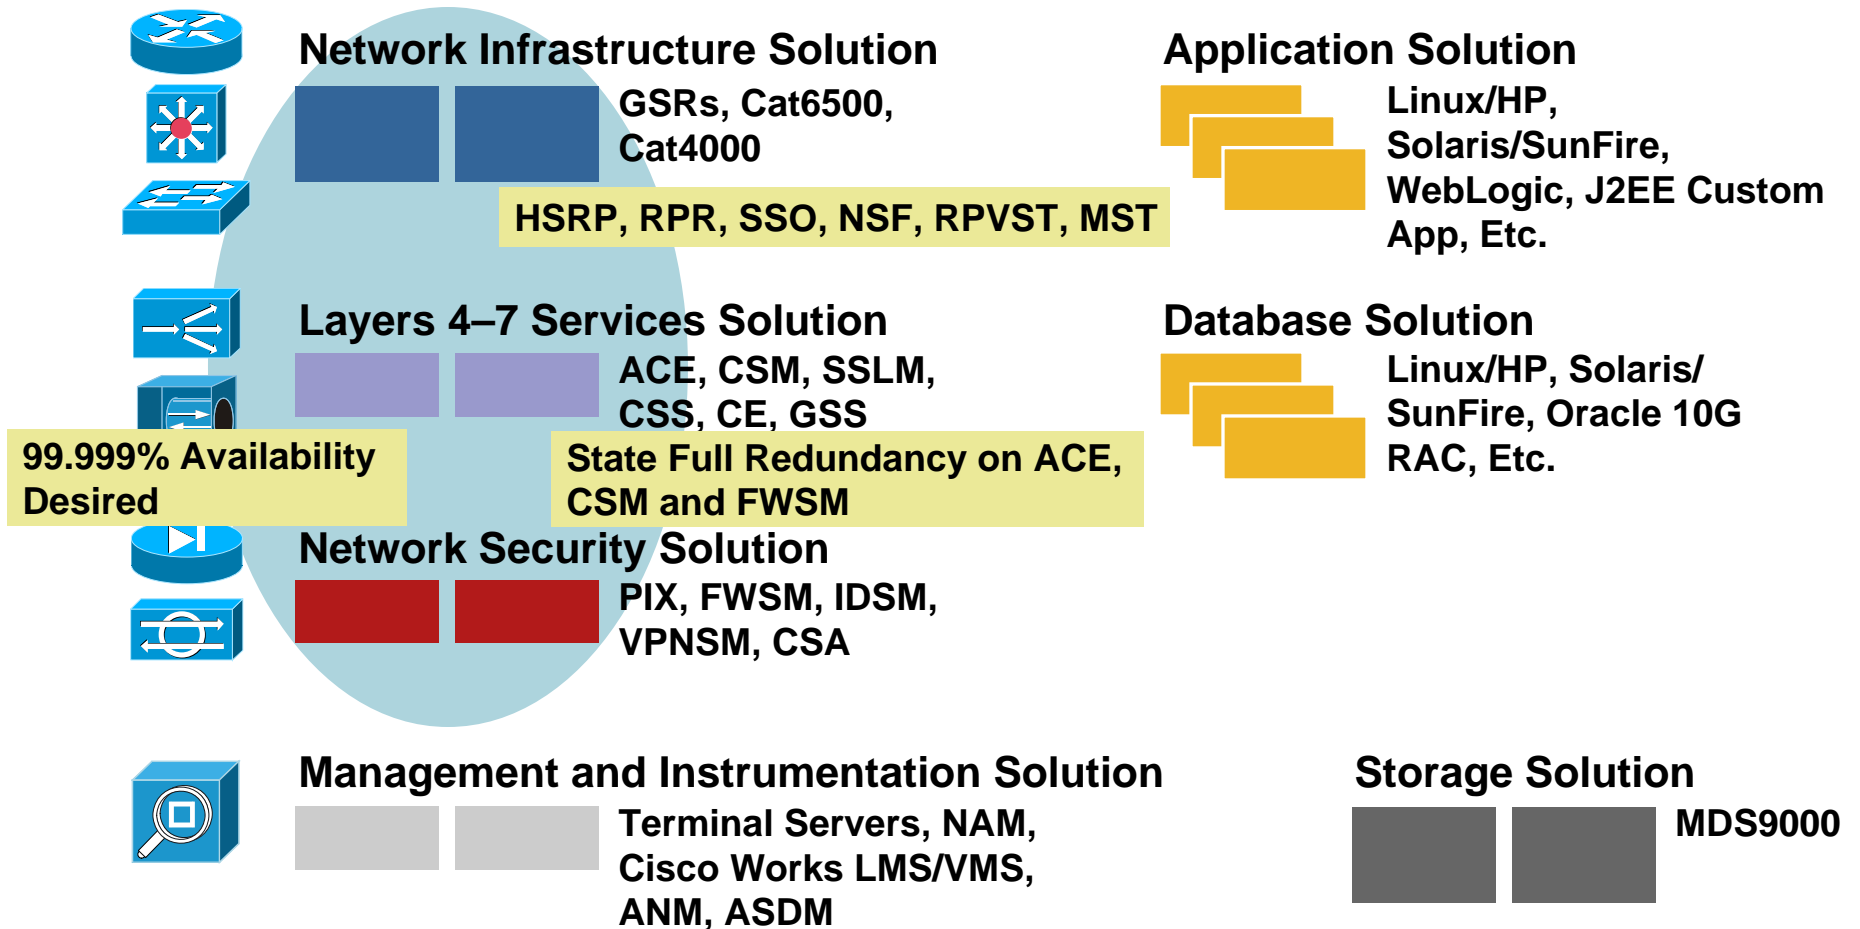 Network Infrastructure Solution
GSRs, Cat6500,
Cat4000
HSRP, RPR, SSO, NSF, RPVST, MST
Application Solution
Linux/HP,
Solaris/SunFire,
WebLogic, J2EE Custom
App, Etc.
Layers 4–7 Services Solution
ACE, CSM, SSLM,
CSS, CE, GSS
99.999% Availability
Desired
State Full Redundancy on ACE,
CSM and FWSM
Database Solution
Linux/HP, Solaris/
SunFire, Oracle 10G
RAC, Etc.
Network Security Solution
PIX, FWSM, IDSM,
VPNSM, CSA
Management and Instrumentation Solution
Terminal Servers, NAM,
Cisco Works LMS/VMS,
ANM, ASDM
Storage Solution
MDS9000